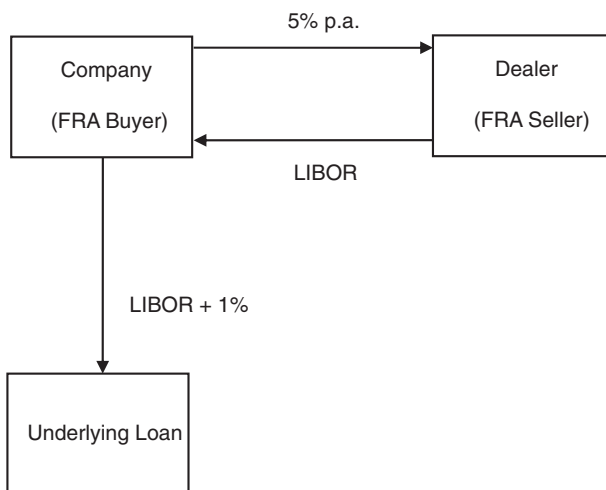 5% p.a.
Company
(FRA Buyer)
Dealer
(FRA Seller)
LIBOR
LIBOR + 1%
Underlying Loan